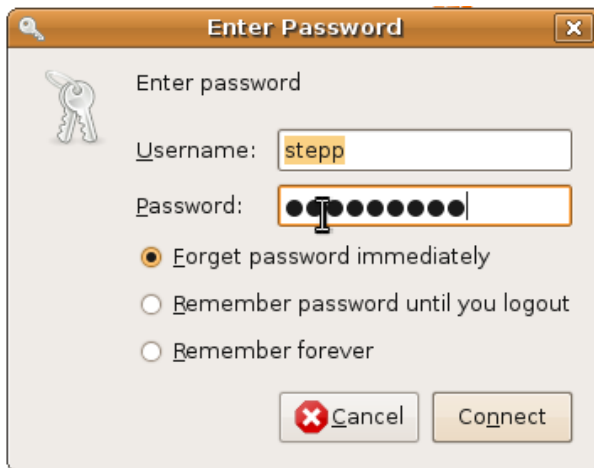 Enter Password
Enter password
Username: stepp
Password: ●●●●●●●●●
Forget password immediately
Remember password until you logout
Remember forever
Cancel Connect